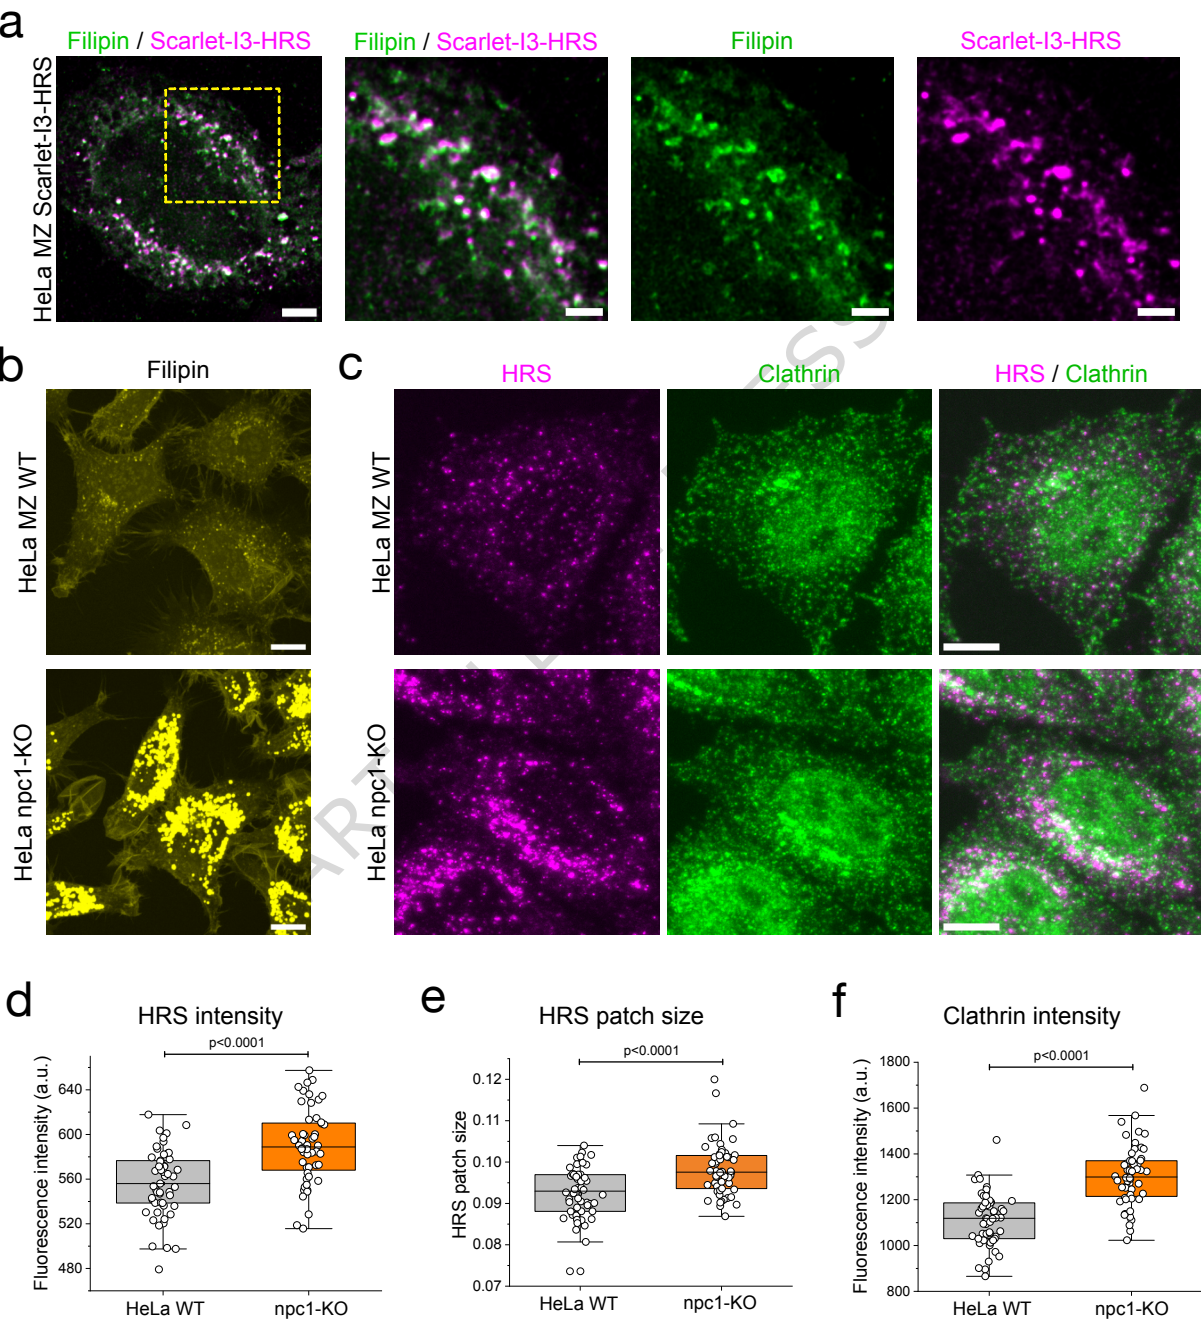 a
Filipin / Scarlet-I3-HRS
Filipin / Scarlet-I3-HRS
Filipin
Scarlet-I3-HRS
HeLa MZ Scarlet-I3-HRS
b
Filipin
HeLa MZ WT
HeLa npc1-KO
c
HRS
Clathrin
HRS / Clathrin
HeLa MZ WT
HeLa npc1-KO
d
HRS intensity
p<0.0001
Fluorescence intensity (a.u.)
640
600
560
520
480
HeLa WT
npc1-KO
e
HRS patch size
p<0.0001
HRS patch size
0.12
0.11
0.10
0.09
0.08
0.07
HeLa WT
npc1-KO
f
Clathrin intensity
p<0.0001
Fluorescence intensity (a.u.)
1800
1600
1400
1200
1000
800
HeLa WT
npc1-KO